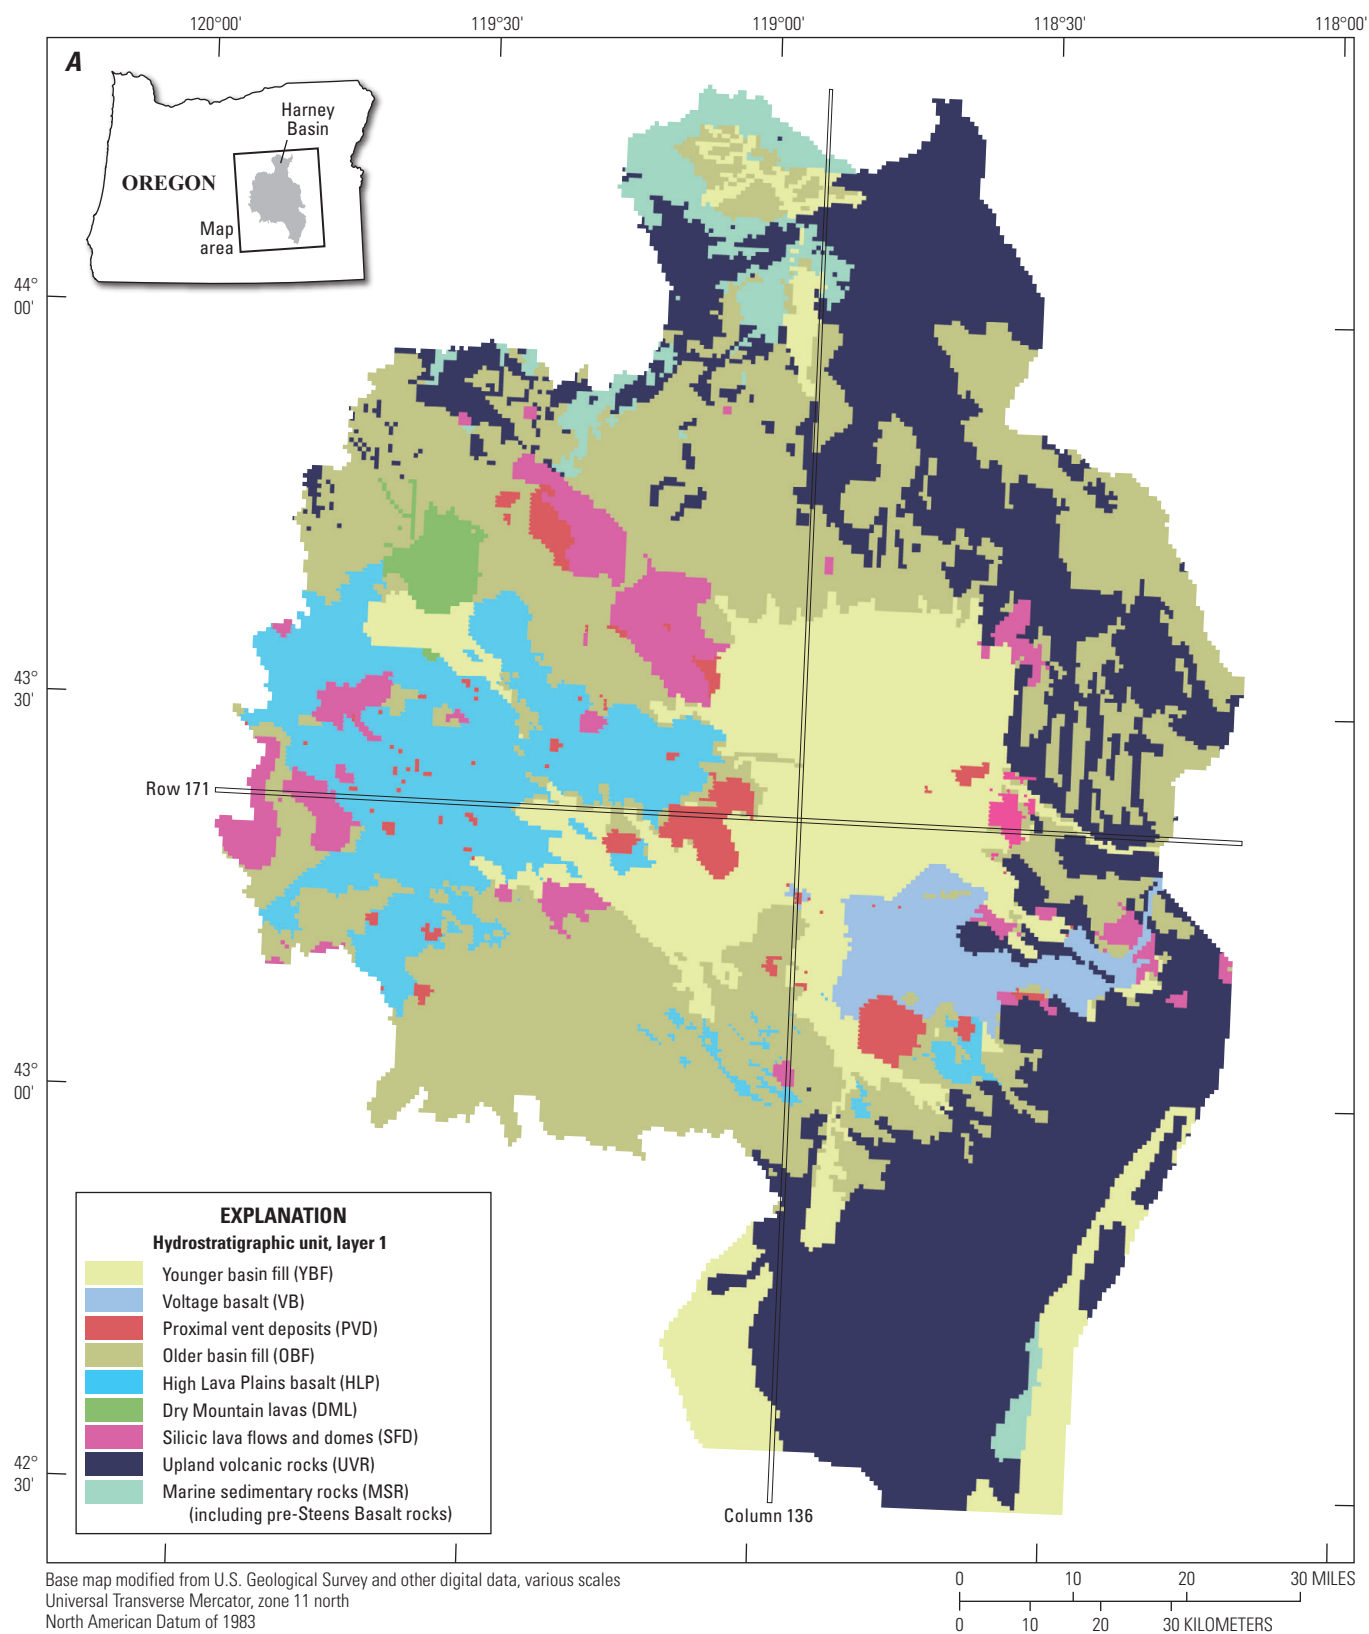 120°00'
119°30'
119°00'
118°30'
118°00'
A
Harney
Basin
OREGON
Map
area
44°
00'
43°
30'
Row 171
43°
00'
EXPLANATION
Hydrostratigraphic unit, layer 1
Younger basin fill (YBF)
Voltage basalt (VB)
Proximal vent deposits (PVD)
Older basin fill (OBF)
High Lava Plains basalt (HLP)
Dry Mountain lavas (DML)
Silicic lava flows and domes (SFD)
Upland volcanic rocks (UVR)
Marine sedimentary rocks (MSR)
(including pre-Steens Basalt rocks)
42°
30'
Column 136
Base map modified from U.S. Geological Survey and other digital data, various scales
Universal Transverse Mercator, zone 11 north
North American Datum of 1983
0 10 20 30 MILES
0 10 20 30 KILOMETERS